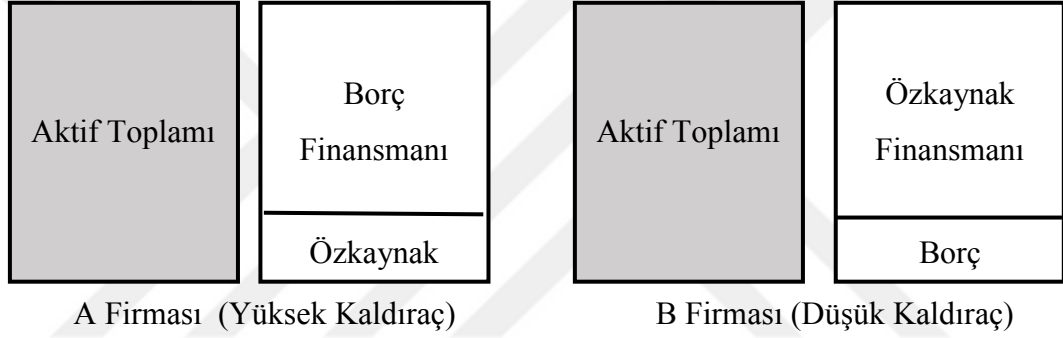 Aktif Toplamı
Borç
Finansmanı
Özkaynak
A Firması (Yüksek Kaldıraç)
Aktif Toplamı
Özkaynak
Finansmanı
Borç
B Firması (Düşük Kaldıraç)